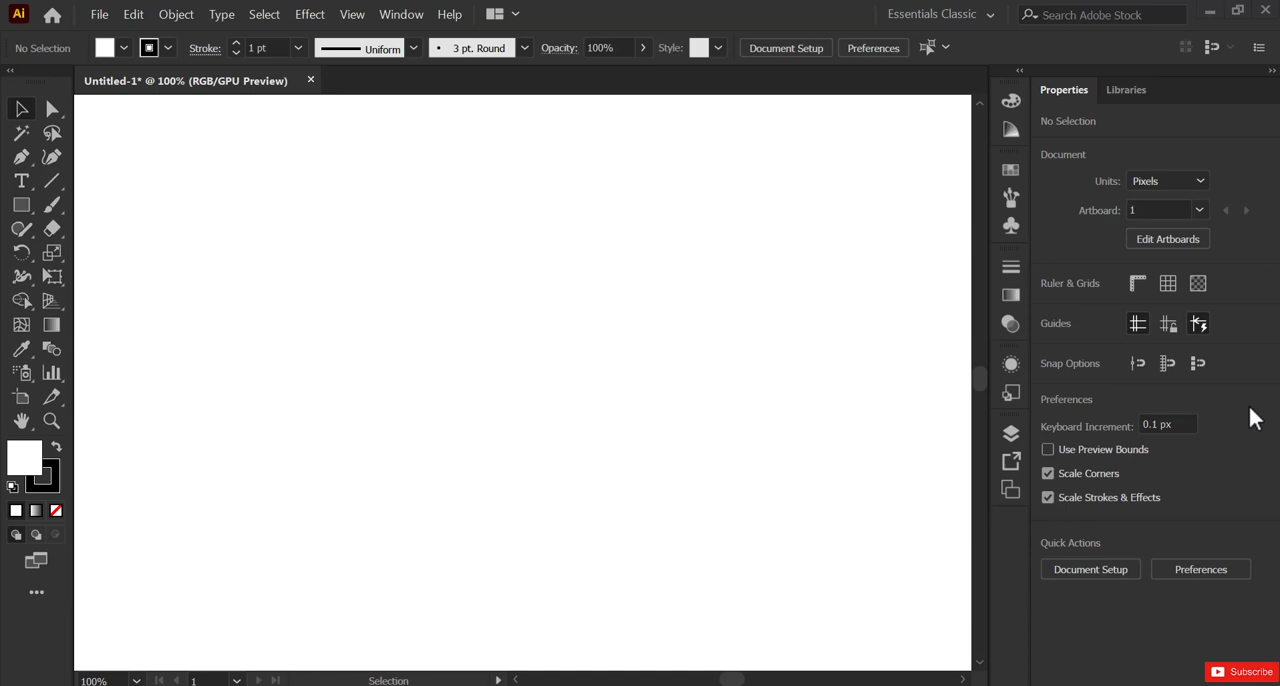 Ai File Edit Object Type Select Effect View Window Help Essentials Classic Search Adobe Stock
No Selection Stroke: 1 pt Uniform 3 pt. Round Opacity: 100% Style: Document Setup Preferences
Untitled-1* @ 100% (RGB/GPU Preview)
Properties Libraries
No Selection
Document
Units: Pixels
Artboard: 1
Edit Artboards
Ruler & Grids
Guides
Snap Options
Preferences
Keyboard Increment: 0.1 px
Use Preview Bounds
Scale Corners
Scale Strokes & Effects
Quick Actions
Document Setup Preferences
Subscribe
100% 1 Selection